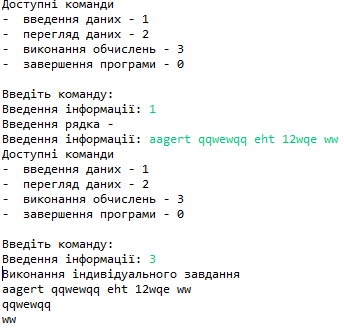 Доступні команди
-  введення даних - 1
-  перегляд даних - 2
-  виконання обчислень - 3
-  завершення програми - 0

Введіть команду:
Введення інформації: 1
Введення рядка -
Введення інформації: aagert qqwewqq eht 12wqe ww
Доступні команди
-  введення даних - 1
-  перегляд даних - 2
-  виконання обчислень - 3
-  завершення програми - 0

Введіть команду:
Введення інформації: 3
Виконання індивідуального завдання
aagert qqwewqq eht 12wqe ww
qqwewqq
ww